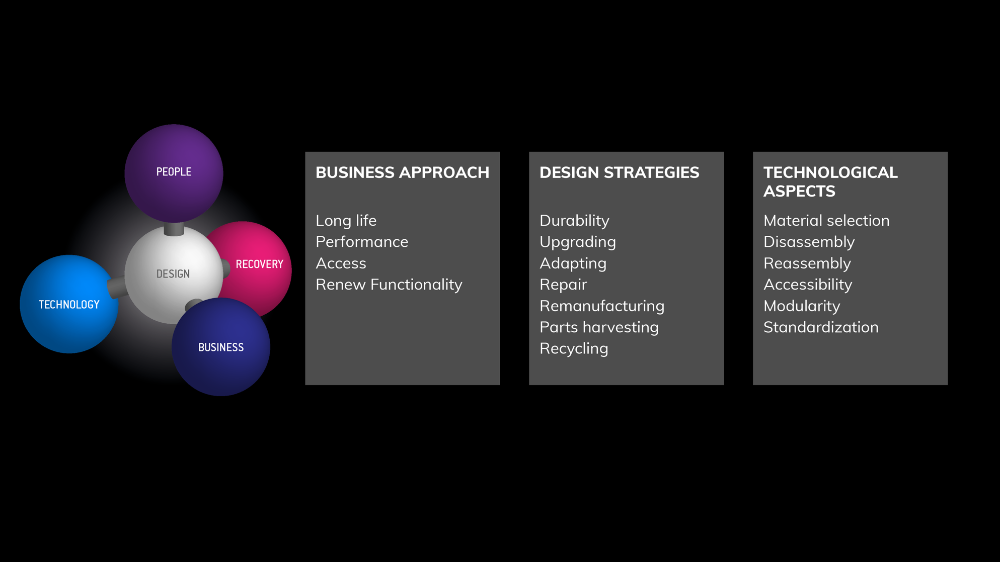 PEOPLE
RECOVERY
DESIGN
TECHNOLOGY
BUSINESS
BUSINESS APPROACH
Long life
Performance
Access
Renew Functionality
DESIGN STRATEGIES
Durability
Upgrading
Adapting
Repair
Remanufacturing
Parts harvesting
Recycling
TECHNOLOGICAL
ASPECTS
Material selection
Disassembly
Reassembly
Accessibility
Modularity
Standardization